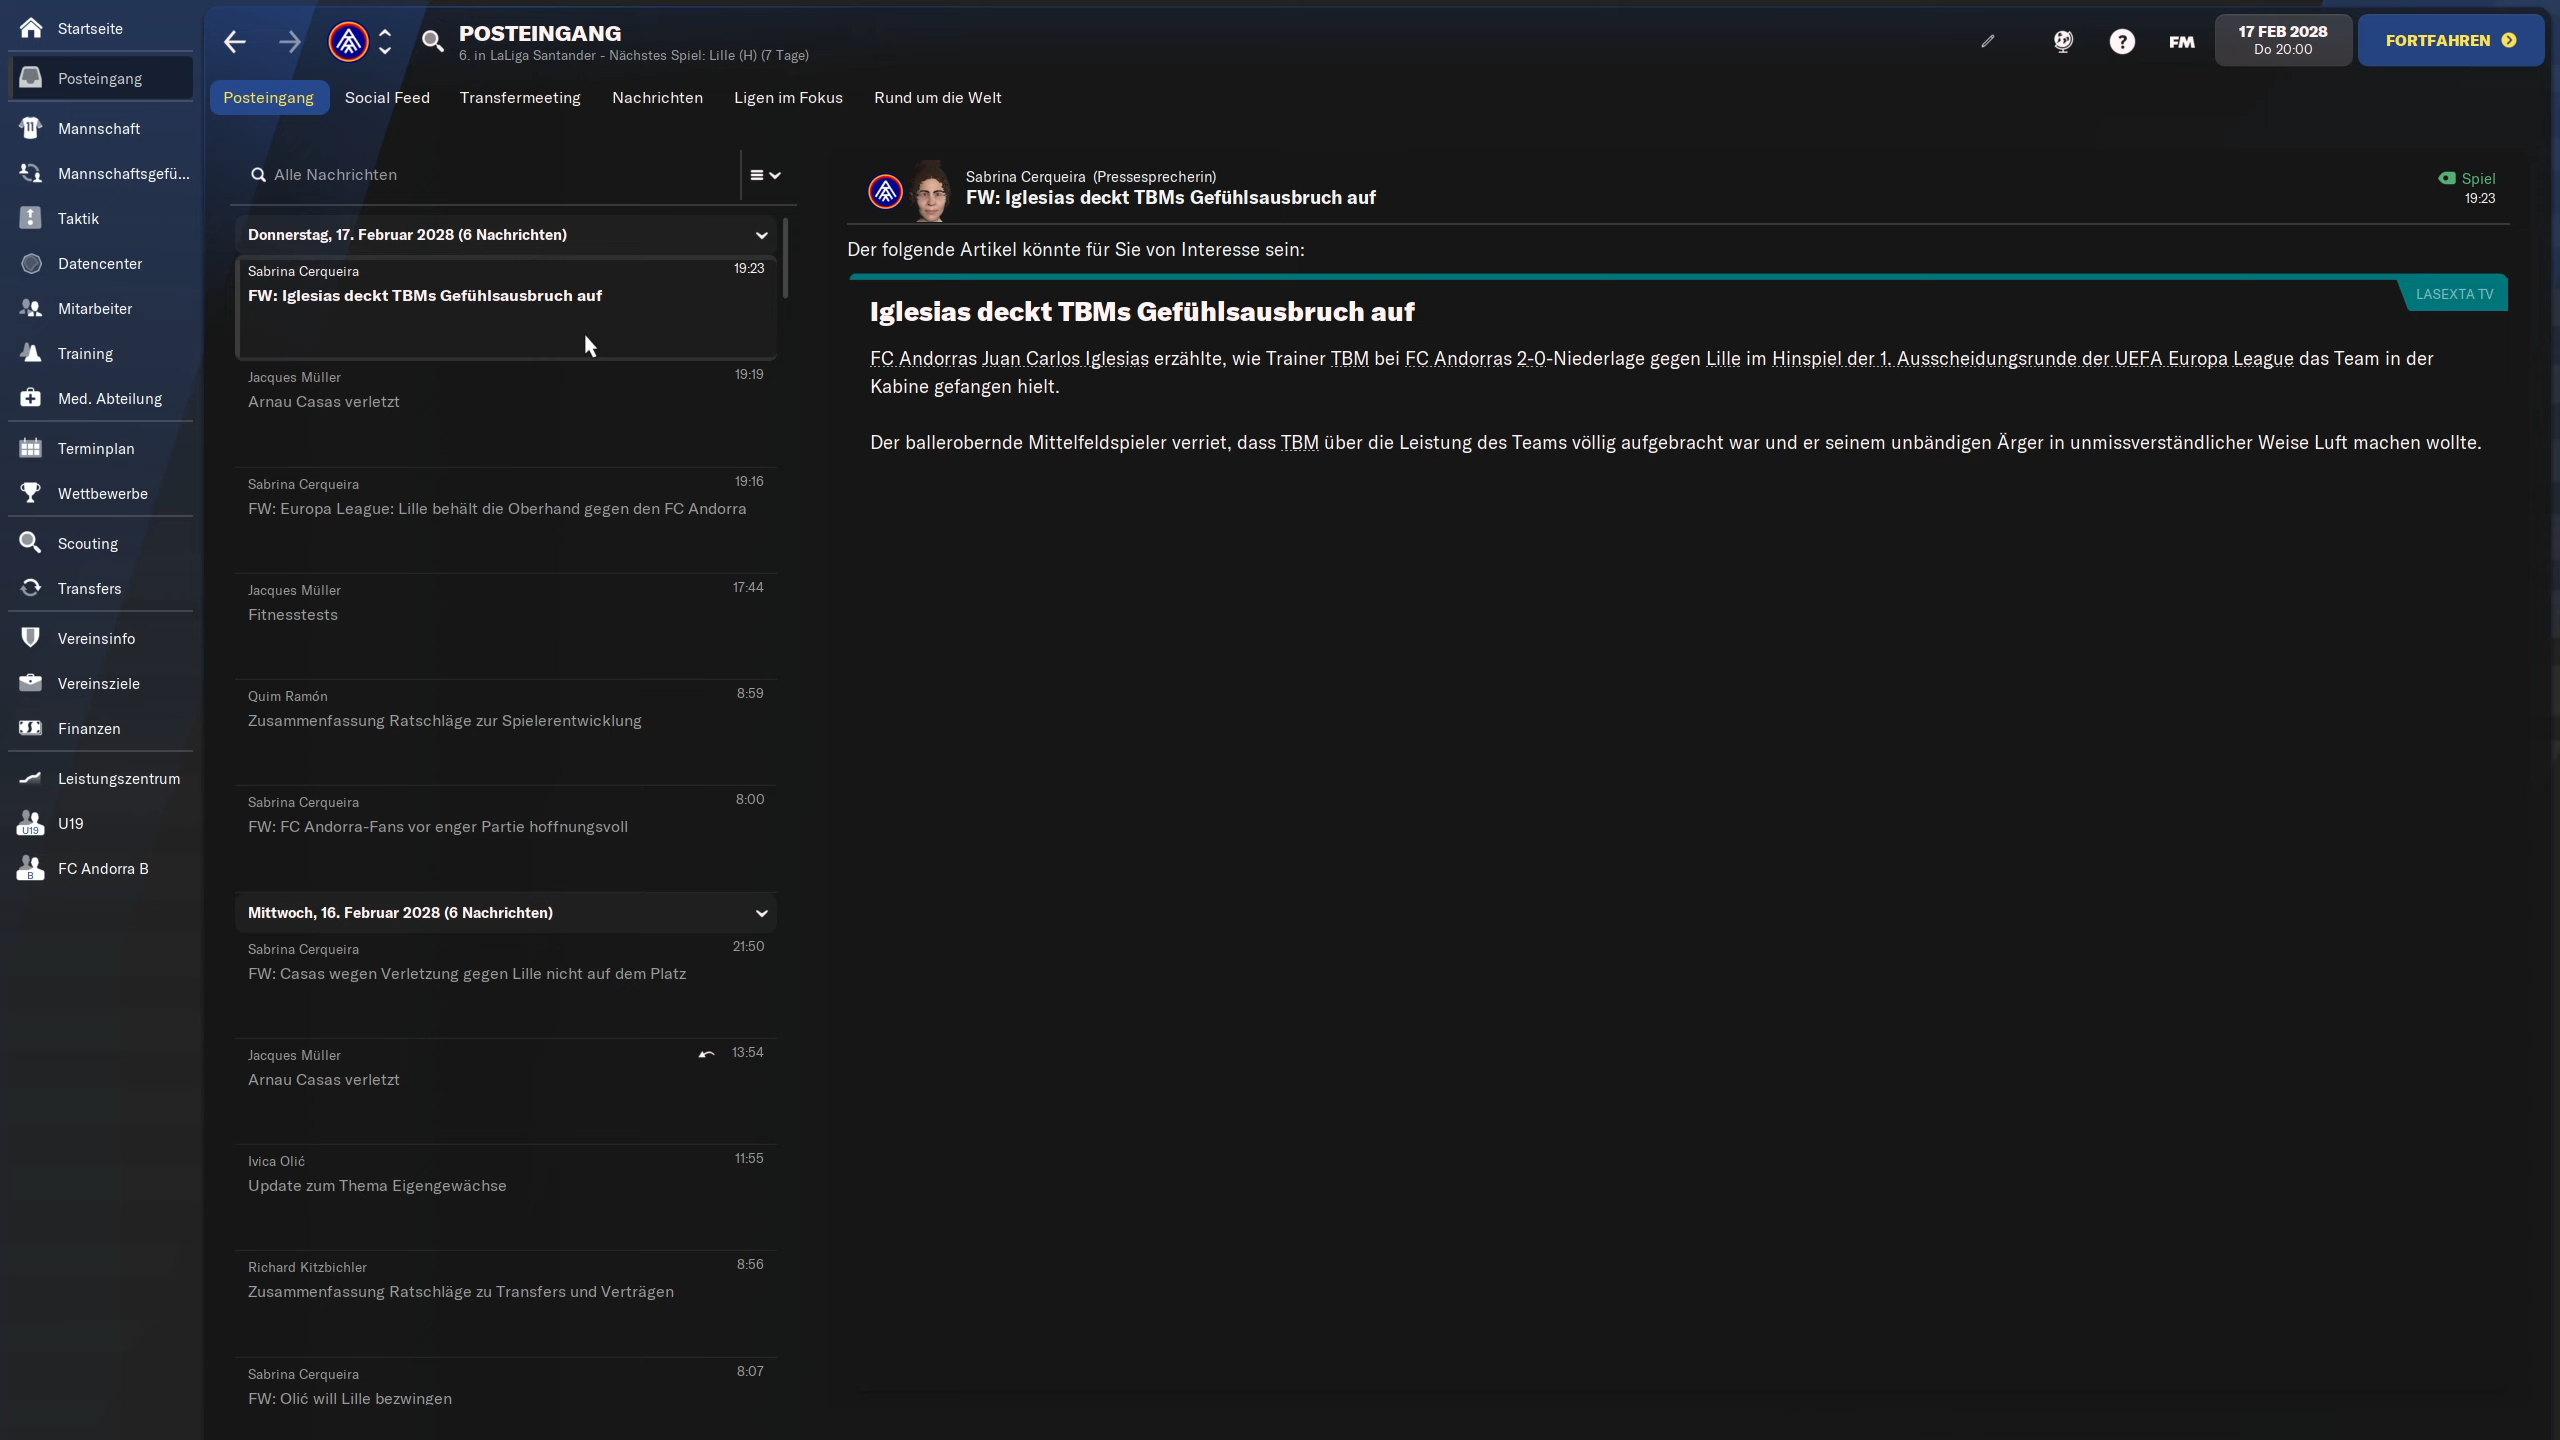 Startseite
Posteingang
Mannschaft
Mannschaftsgefü...
Taktik
Datencenter
Mitarbeiter
Training
Med. Abteilung
Terminplan
Wettbewerbe
Scouting
Transfers
Vereinsinfo
Vereinsziele
Finanzen
Leistungszentrum
U19
U19
B
FC Andorra B
POSTEINGANG
6. in LaLiga Santander - Nächstes Spiel: Lille (H) (7 Tage)
FM
17 FEB 2028
Do 20:00
FORTFAHREN
Posteingang Social Feed Transfermeeting Nachrichten Ligen im Fokus Rund um die Welt
Alle Nachrichten
Donnerstag, 17. Februar 2028 (6 Nachrichten)
Sabrina Cerqueira 19:23
FW: Iglesias deckt TBMs Gefühlsausbruch auf
Jacques Müller 19:19
Arnau Casas verletzt
Sabrina Cerqueira 19:16
FW: Europa League: Lille behält die Oberhand gegen den FC Andorra
Jacques Müller 17:44
Fitnesstests
Quim Ramón 8:59
Zusammenfassung Ratschläge zur Spielerentwicklung
Sabrina Cerqueira 8:00
FW: FC Andorra-Fans vor enger Partie hoffnungsvoll
Mittwoch, 16. Februar 2028 (6 Nachrichten)
Sabrina Cerqueira 21:50
FW: Casas wegen Verletzung gegen Lille nicht auf dem Platz
Jacques Müller 13:54
Arnau Casas verletzt
Ivica Olić 11:55
Update zum Thema Eigengewächse
Richard Kitzbichler 8:56
Zusammenfassung Ratschläge zu Transfers und Verträgen
Sabrina Cerqueira 8:07
FW: Olić will Lille bezwingen
Sabrina Cerqueira (Pressesprecherin)
FW: Iglesias deckt TBMs Gefühlsausbruch auf
Spiel
19:23
Der folgende Artikel könnte für Sie von Interesse sein:
LASEXTA TV
Iglesias deckt TBMs Gefühlsausbruch auf
FC Andorras Juan Carlos Iglesias erzählte, wie Trainer TBM bei FC Andorras 2-0-Niederlage gegen Lille im Hinspiel der 1. Ausscheidungsrunde der UEFA Europa League das Team in der
Kabine gefangen hielt.
Der ballerobernde Mittelfeldspieler verriet, dass TBM über die Leistung des Teams völlig aufgebracht war und er seinem unbändigen Ärger in unmissverständlicher Weise Luft machen wollte.